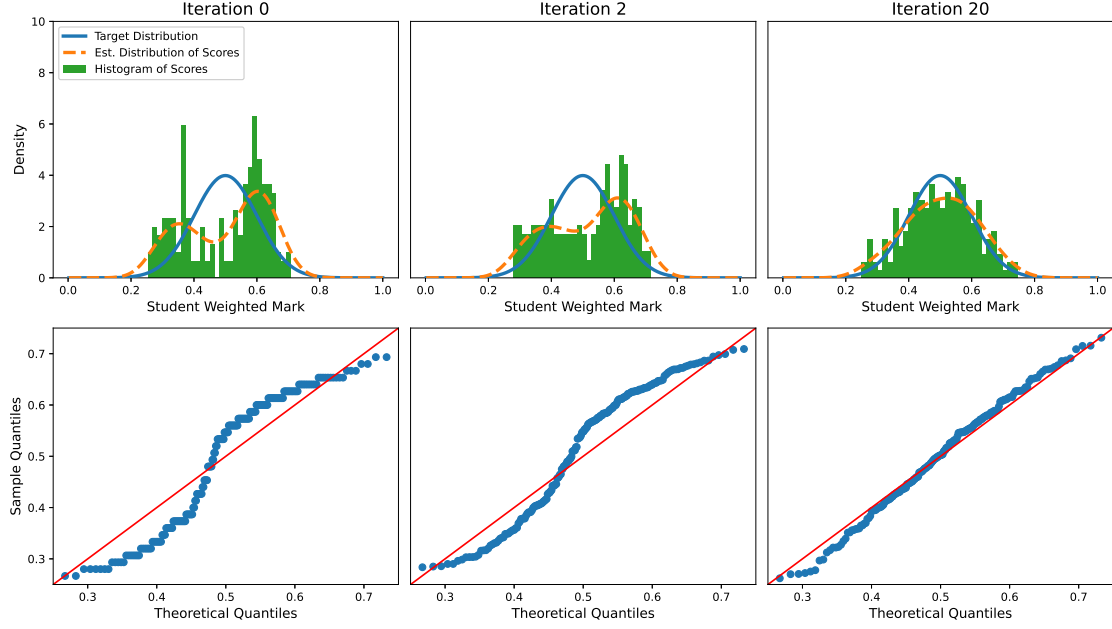 Iteration 0
Iteration 2
Iteration 20
10
8
6
4
2
0
Density
Target Distribution
Est. Distribution of Scores
Histogram of Scores
0.0 0.2 0.4 0.6 0.8 1.0
0.0 0.2 0.4 0.6 0.8 1.0
0.0 0.2 0.4 0.6 0.8 1.0
Student Weighted Mark
Student Weighted Mark
Student Weighted Mark
0.7
0.6
0.5
0.4
0.3
Sample Quantiles
0.3 0.4 0.5 0.6 0.7
0.3 0.4 0.5 0.6 0.7
0.3 0.4 0.5 0.6 0.7
Theoretical Quantiles
Theoretical Quantiles
Theoretical Quantiles